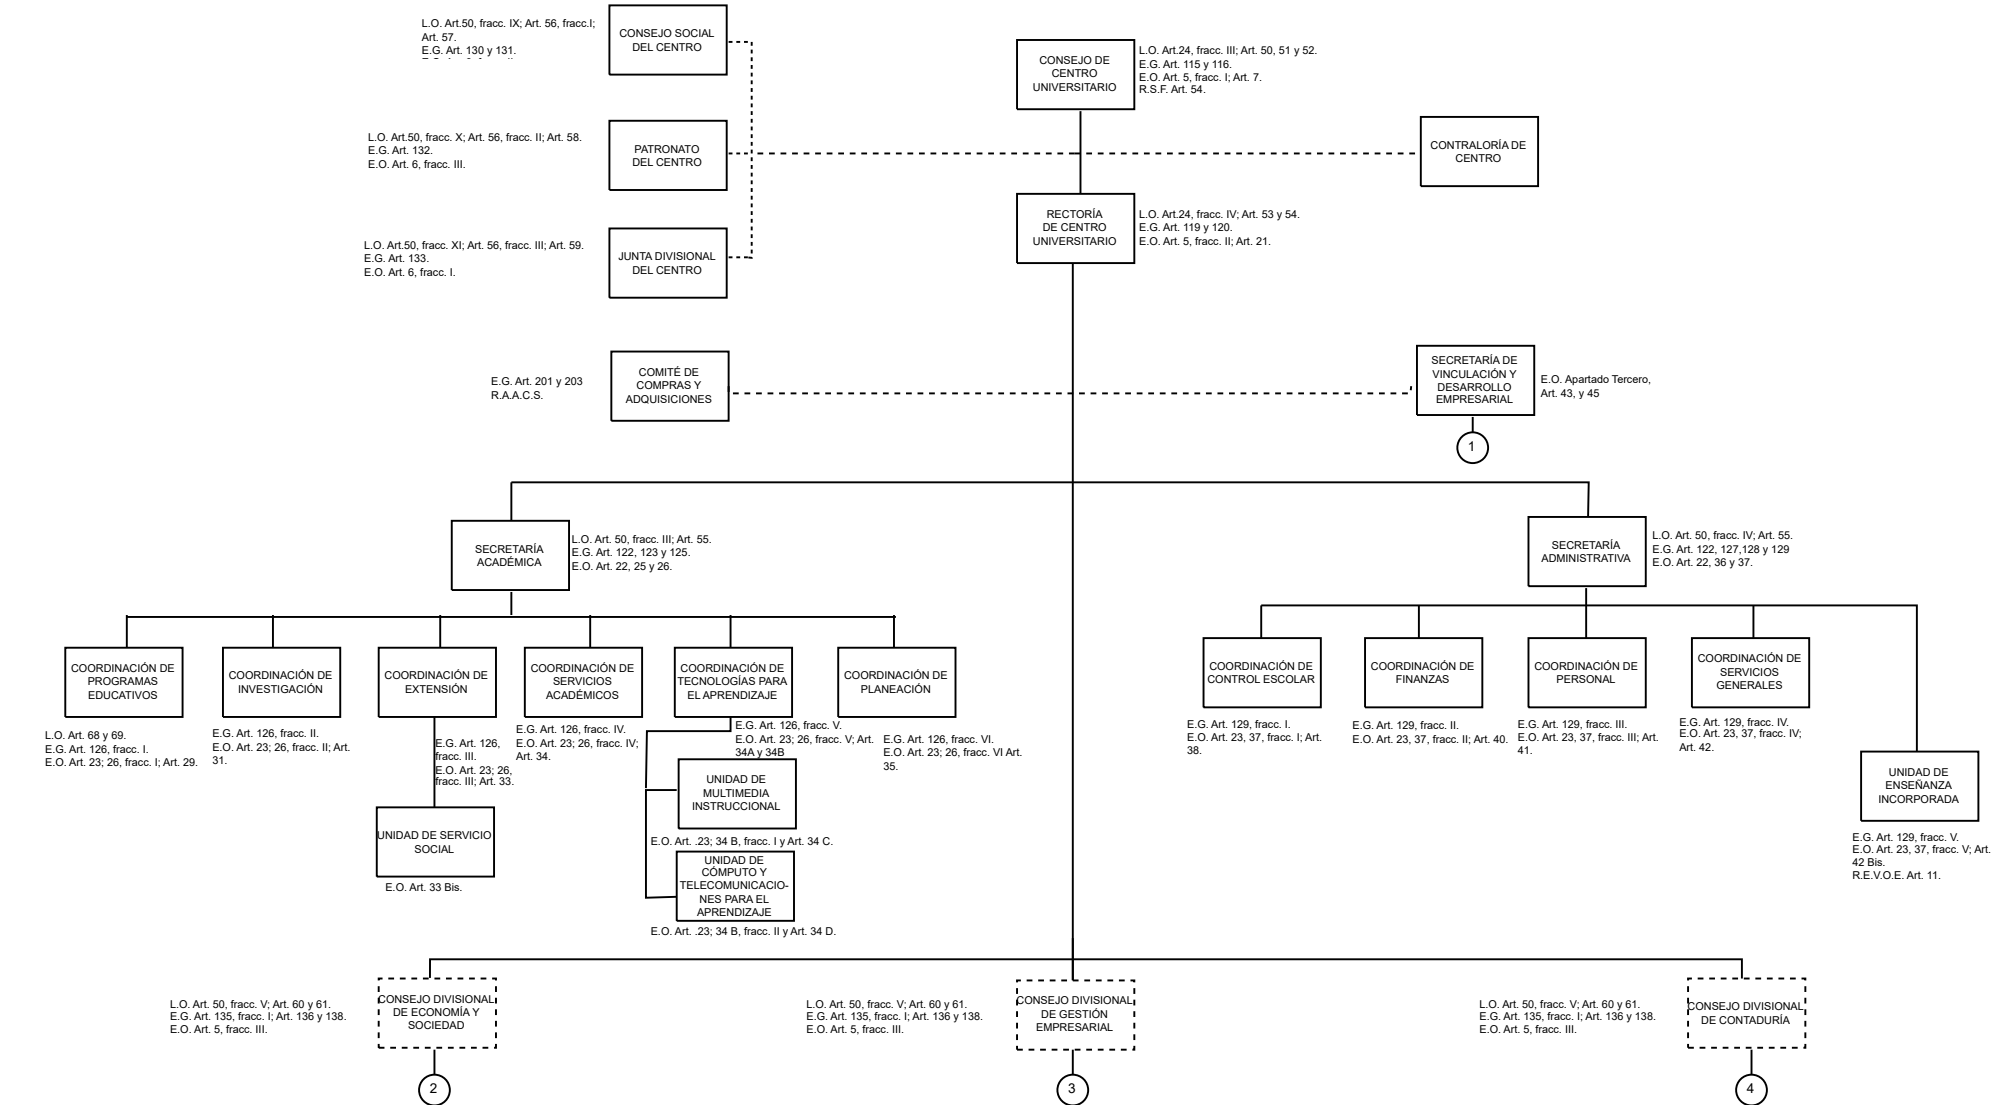 L.O. Art.50, fracc. IX; Art. 56, fracc.I;
Art. 57.
E.G. Art. 130 y 131.
CONSEJO SOCIAL
DEL CENTRO
CONSEJO DE
CENTRO
UNIVERSITARIO
L.O. Art.24, fracc. III; Art. 50, 51 y 52.
E.G. Art. 115 y 116.
E.O. Art. 5, fracc. I; Art. 7.
R.S.F. Art. 54.
L.O. Art.50, fracc. X; Art. 56, fracc. II; Art. 58.
E.G. Art. 132.
E.O. Art. 6, fracc. III.
PATRONATO
DEL CENTRO
CONTRALORÍA DE
CENTRO
RECTORÍA
DE CENTRO
UNIVERSITARIO
L.O. Art.24, fracc. IV; Art. 53 y 54.
E.G. Art. 119 y 120.
E.O. Art. 5, fracc. II; Art. 21.
L.O. Art.50, fracc. XI; Art. 56, fracc. III; Art. 59.
E.G. Art. 133.
E.O. Art. 6, fracc. I.
JUNTA DIVISIONAL
DEL CENTRO
E.G. Art. 201 y 203
R.A.A.C.S.
COMITÉ DE
COMPRAS Y
ADQUISICIONES
SECRETARÍA DE
VINCULACIÓN Y
DESARROLLO
EMPRESARIAL
E.O. Apartado Tercero,
Art. 43, y 45
1
SECRETARÍA
ACADÉMICA
L.O. Art. 50, fracc. III; Art. 55.
E.G. Art. 122, 123 y 125.
E.O. Art. 22, 25 y 26.
SECRETARÍA
ADMINISTRATIVA
L.O. Art. 50, fracc. IV; Art. 55.
E.G. Art. 122, 127,128 y 129
E.O. Art. 22, 36 y 37.
COORDINACIÓN DE
PROGRAMAS
EDUCATIVOS
L.O. Art. 68 y 69.
E.G. Art. 126, fracc. I.
E.O. Art. 23; 26, fracc. I; Art. 29.
COORDINACIÓN DE
INVESTIGACIÓN
E.G. Art. 126, fracc. II.
E.O. Art. 23; 26, fracc. II; Art.
31.
COORDINACIÓN DE
EXTENSIÓN
E.G. Art. 126,
fracc. III.
E.O. Art. 23; 26,
fracc. III; Art. 33.
COORDINACIÓN DE
SERVICIOS
ACADÉMICOS
E.G. Art. 126, fracc. IV.
E.O. Art. 23; 26, fracc. IV;
Art. 34.
COORDINACIÓN DE
TECNOLOGÍAS PARA
EL APRENDIZAJE
E.G. Art. 126, fracc. V.
E.O. Art. 23; 26, fracc. V; Art.
34A y 34B
COORDINACIÓN
DE PLANEACIÓN
E.G. Art. 126, fracc. VI.
E.O. Art. 23; 26, fracc. VI Art.
35.
COORDINACIÓN DE
CONTROL ESCOLAR
E.G. Art. 129, fracc. I.
E.O. Art. 23, 37, fracc. I; Art.
38.
COORDINACIÓN DE
FINANZAS
E.G. Art. 129, fracc. II.
E.O. Art. 23, 37, fracc. II; Art. 40.
COORDINACIÓN DE
PERSONAL
E.G. Art. 129, fracc. III.
E.O. Art. 23, 37, fracc. III; Art.
41.
COORDINACIÓN DE
SERVICIOS
GENERALES
E.G. Art. 129, fracc. IV.
E.O. Art. 23, 37, fracc. IV;
Art. 42.
UNIDAD DE
ENSEÑANZA
INCORPORADA
E.G. Art. 129, fracc. V.
E.O. Art. 23, 37, fracc. V; Art.
42 Bis.
R.E.V.O.E. Art. 11.
UNIDAD DE SERVICIO
SOCIAL
E.O. Art. 33 Bis.
UNIDAD DE
MULTIMEDIA
INSTRUCCIONAL
E.O. Art. .23; 34 B, fracc. I y Art. 34 C.
UNIDAD DE
CÓMPUTO Y
TELECOMUNICACIO-
NES PARA EL
APRENDIZAJE
E.O. Art. .23; 34 B, fracc. II y Art. 34 D.
L.O. Art. 50, fracc. V; Art. 60 y 61.
E.G. Art. 135, fracc. I; Art. 136 y 138.
E.O. Art. 5, fracc. III.
CONSEJO DIVISIONAL
DE ECONOMÍA Y
SOCIEDAD
2
L.O. Art. 50, fracc. V; Art. 60 y 61.
E.G. Art. 135, fracc. I; Art. 136 y 138.
E.O. Art. 5, fracc. III.
CONSEJO DIVISIONAL
DE GESTIÓN
EMPRESARIAL
3
L.O. Art. 50, fracc. V; Art. 60 y 61.
E.G. Art. 135, fracc. I; Art. 136 y 138.
E.O. Art. 5, fracc. III.
CONSEJO DIVISIONAL
DE CONTADURÍA
4